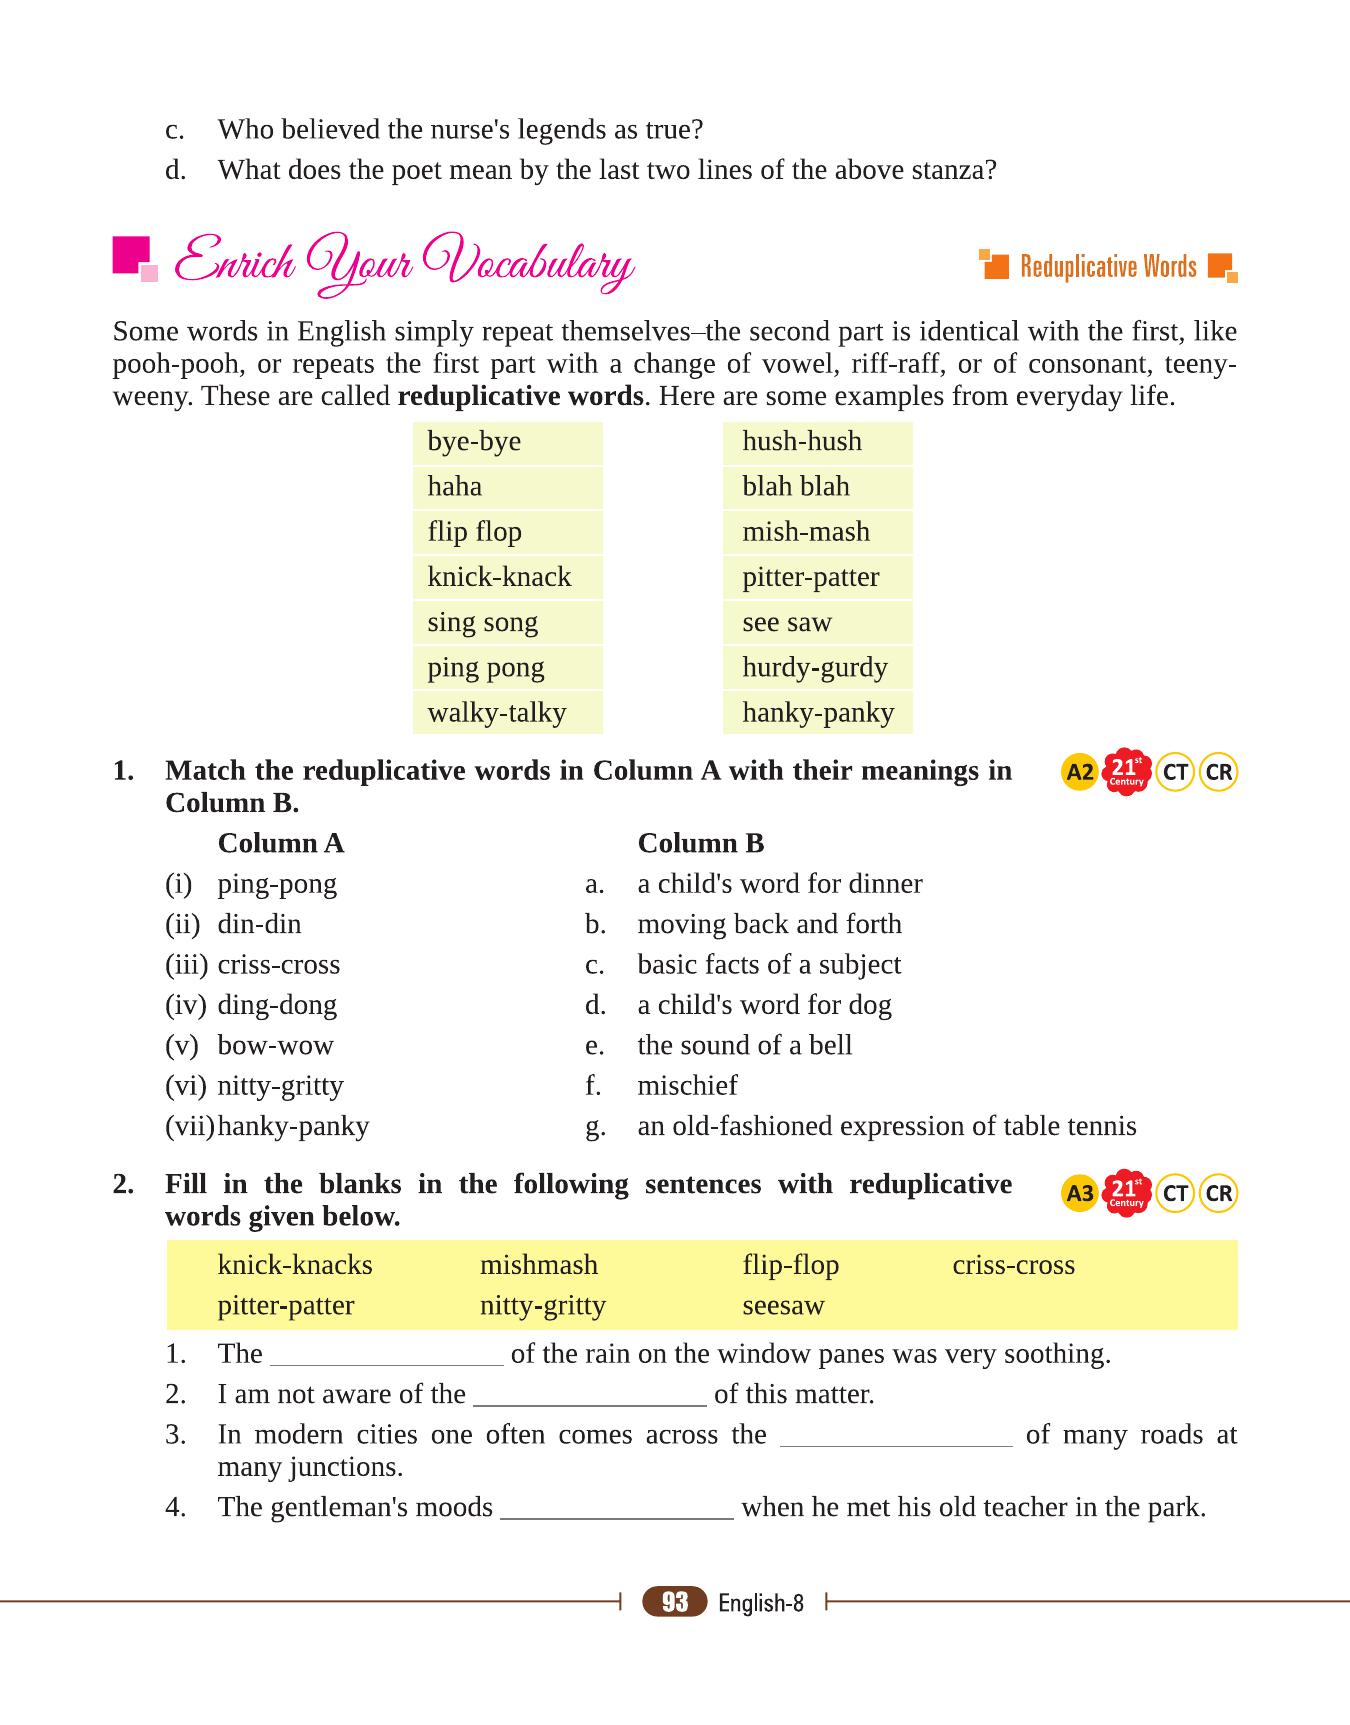 c. Who believed the nurse's legends as true?
d. What does the poet mean by the last two lines of the above stanza?
Enrich Your Vocabulary
Reduplicative Words
Some words in English simply repeat themselves–the second part is identical with the first, like
pooh-pooh, or repeats the first part with a change of vowel, riff-raff, or of consonant, teeny-
weeny. These are called reduplicative words. Here are some examples from everyday life.
bye-bye hush-hush
haha blah blah
flip flop mish-mash
knick-knack pitter-patter
sing song see saw
ping pong hurdy-gurdy
walky-talky hanky-panky
1. Match the reduplicative words in Column A with their meanings in A2 21st Century CT CR
Column B.
Column A Column B
(i) ping-pong a. a child's word for dinner
(ii) din-din b. moving back and forth
(iii) criss-cross c. basic facts of a subject
(iv) ding-dong d. a child's word for dog
(v) bow-wow e. the sound of a bell
(vi) nitty-gritty f. mischief
(vii) hanky-panky g. an old-fashioned expression of table tennis
2. Fill in the blanks in the following sentences with reduplicative A3 21st Century CT CR
words given below.
knick-knacks mishmash flip-flop criss-cross
pitter-patter nitty-gritty seesaw
1. The ________________ of the rain on the window panes was very soothing.
2. I am not aware of the ________________ of this matter.
3. In modern cities one often comes across the ________________ of many roads at
many junctions.
4. The gentleman's moods ________________ when he met his old teacher in the park.
93 English-8